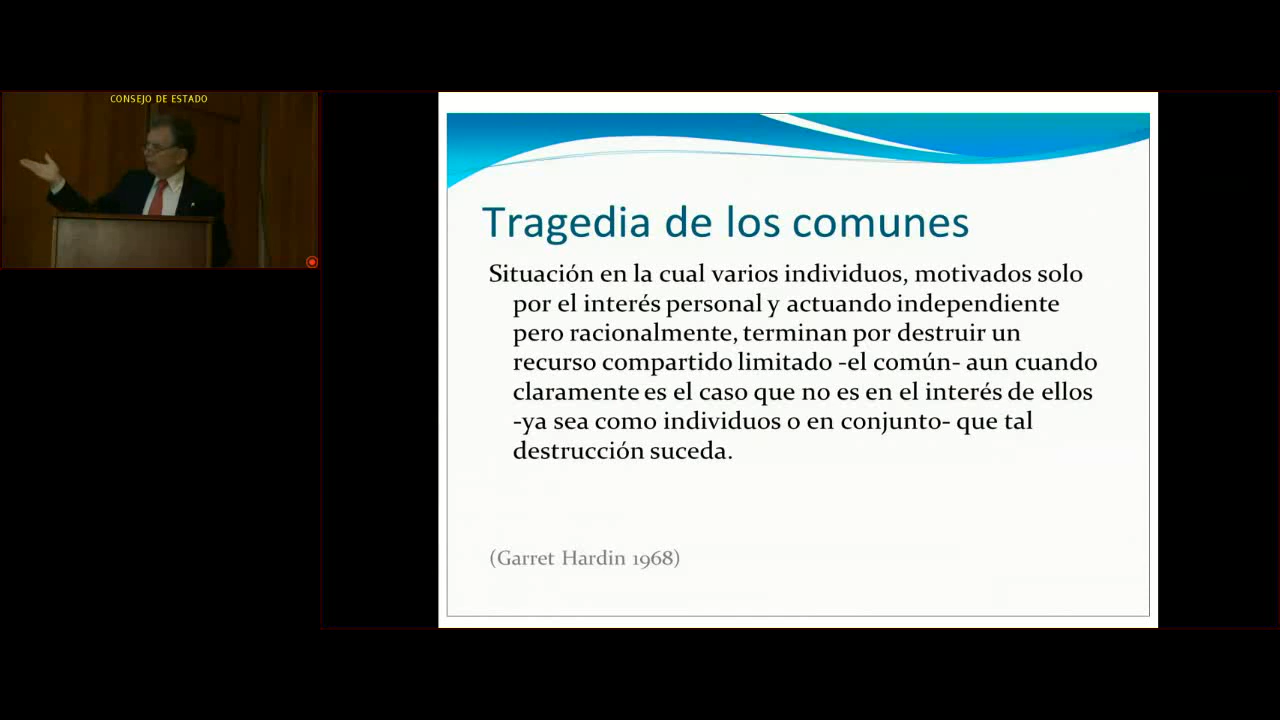 CONSEJO DE ESTADO
Tragedia de los comunes
Situación en la cual varios individuos, motivados solo
por el interés personal y actuando independiente
pero racionalmente, terminan por destruir un
recurso compartido limitado -el común- aun cuando
claramente es el caso que no es en el interés de ellos
-ya sea como individuos o en conjunto- que tal
destrucción suceda.
(Garret Hardin 1968)